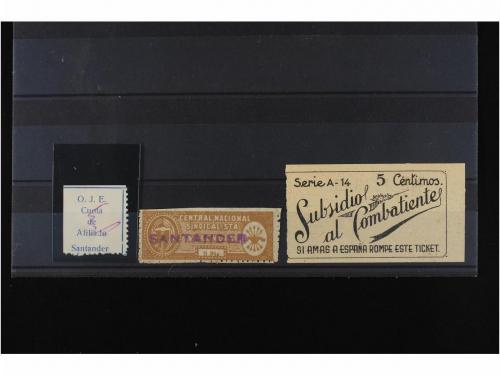 O. J. E.
Cuota
de
Afiliado
Santander
CENTRAL NACIONAL
SINDICALISTA
SANTANDER
Serie A-14 5 Céntimos.
Subsidio
al Combatiente
SI AMAS A ESPAÑA ROMPE ESTE TICKET.